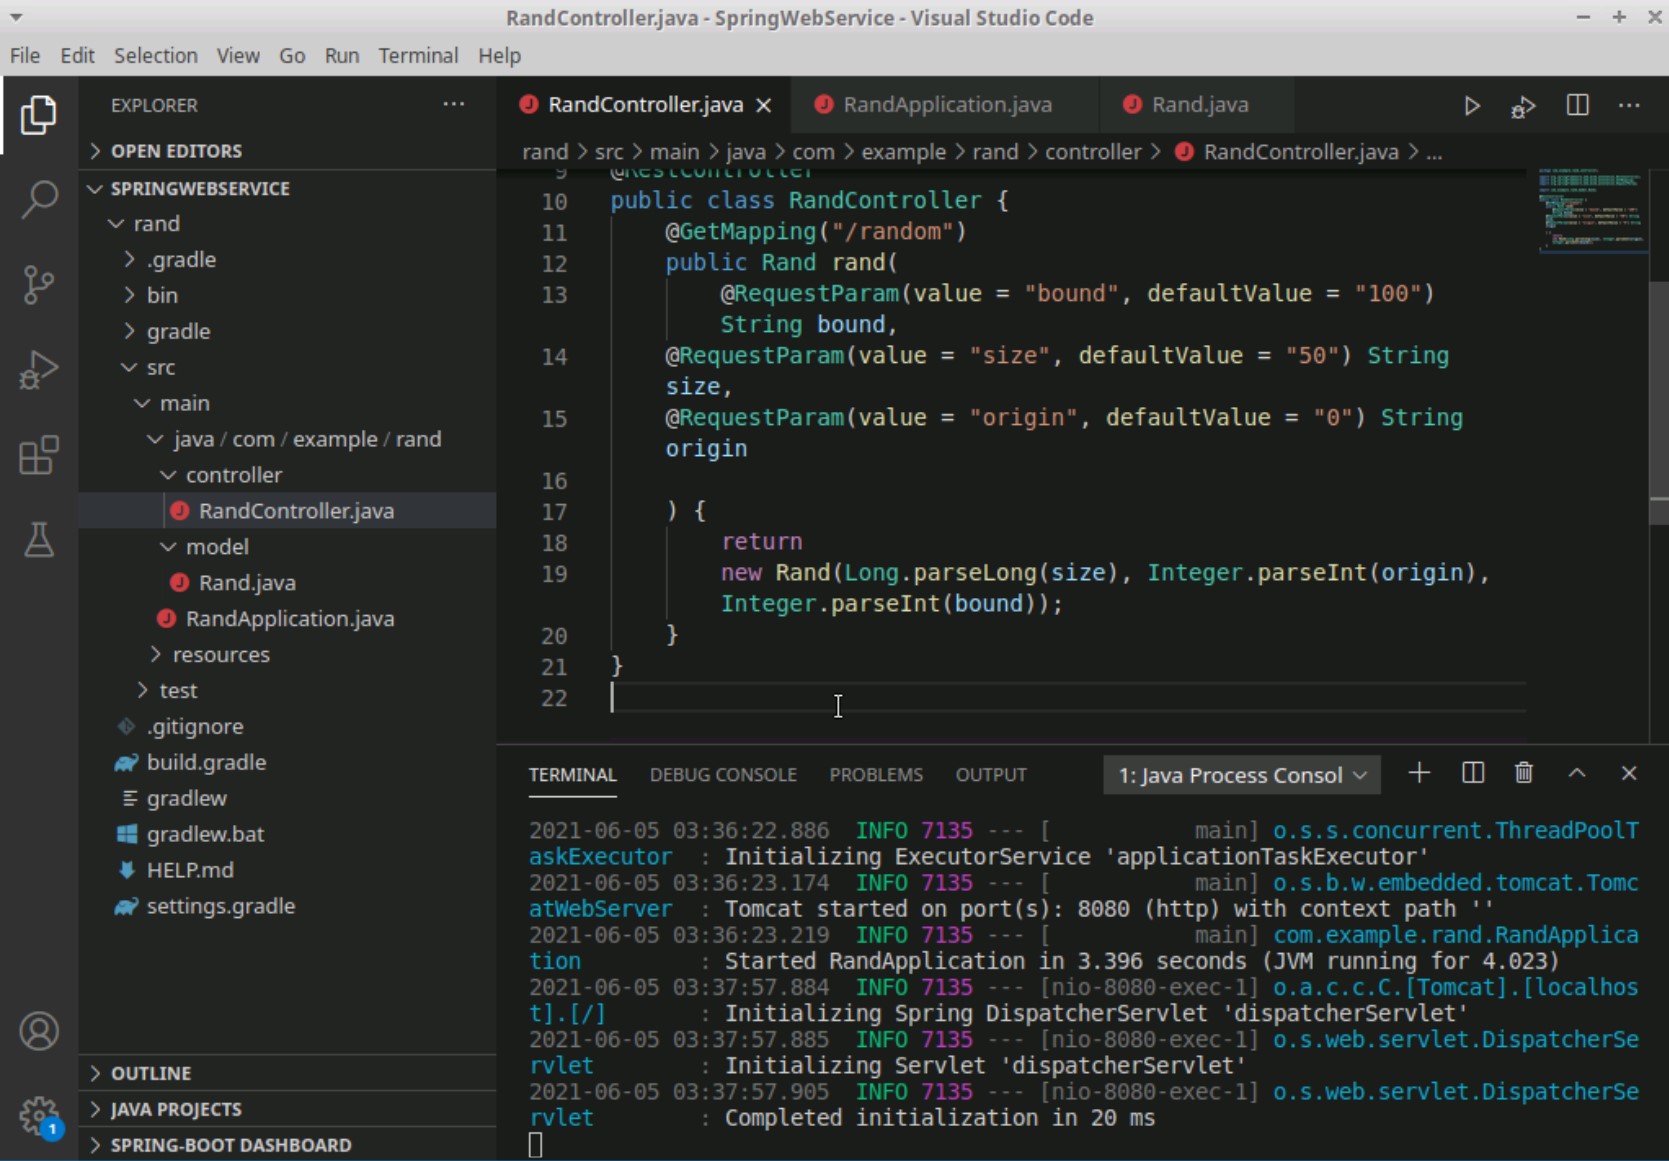 RandController.java - SpringWebService - Visual Studio Code
File Edit Selection View Go Run Terminal Help
EXPLORER
OPEN EDITORS
SPRINGWEBSERVICE
rand
.gradle
bin
gradle
src
main
java / com / example / rand
controller
RandController.java
model
Rand.java
RandApplication.java
resources
test
.gitignore
build.gradle
gradlew
gradlew.bat
HELP.md
settings.gradle
OUTLINE
JAVA PROJECTS
SPRING-BOOT DASHBOARD
1
RandController.java RandApplication.java Rand.java
rand > src > main > java > com > example > rand > controller > RandController.java > ...
9 @RestController
10 public class RandController {
11 @GetMapping("/random")
12 public Rand rand(
13 @RequestParam(value = "bound", defaultValue = "100")
String bound,
14 @RequestParam(value = "size", defaultValue = "50") String
size,
15 @RequestParam(value = "origin", defaultValue = "0") String
origin
16
17 ) {
18 return
19 new Rand(Long.parseLong(size), Integer.parseInt(origin),
Integer.parseInt(bound));
20 }
21 }
22
TERMINAL DEBUG CONSOLE PROBLEMS OUTPUT 1: Java Process Consol
2021-06-05 03:36:22.886 INFO 7135 --- [ main] o.s.s.concurrent.ThreadPoolT
askExecutor : Initializing ExecutorService 'applicationTaskExecutor'
2021-06-05 03:36:23.174 INFO 7135 --- [ main] o.s.b.w.embedded.tomcat.Tomc
atWebServer : Tomcat started on port(s): 8080 (http) with context path ''
2021-06-05 03:36:23.219 INFO 7135 --- [ main] com.example.rand.RandApplica
tion : Started RandApplication in 3.396 seconds (JVM running for 4.023)
2021-06-05 03:37:57.884 INFO 7135 --- [nio-8080-exec-1] o.a.c.c.C.[Tomcat].[localhos
t].[/] : Initializing Spring DispatcherServlet 'dispatcherServlet'
2021-06-05 03:37:57.885 INFO 7135 --- [nio-8080-exec-1] o.s.web.servlet.DispatcherSe
rvlet : Initializing Servlet 'dispatcherServlet'
2021-06-05 03:37:57.905 INFO 7135 --- [nio-8080-exec-1] o.s.web.servlet.DispatcherSe
rvlet : Completed initialization in 20 ms